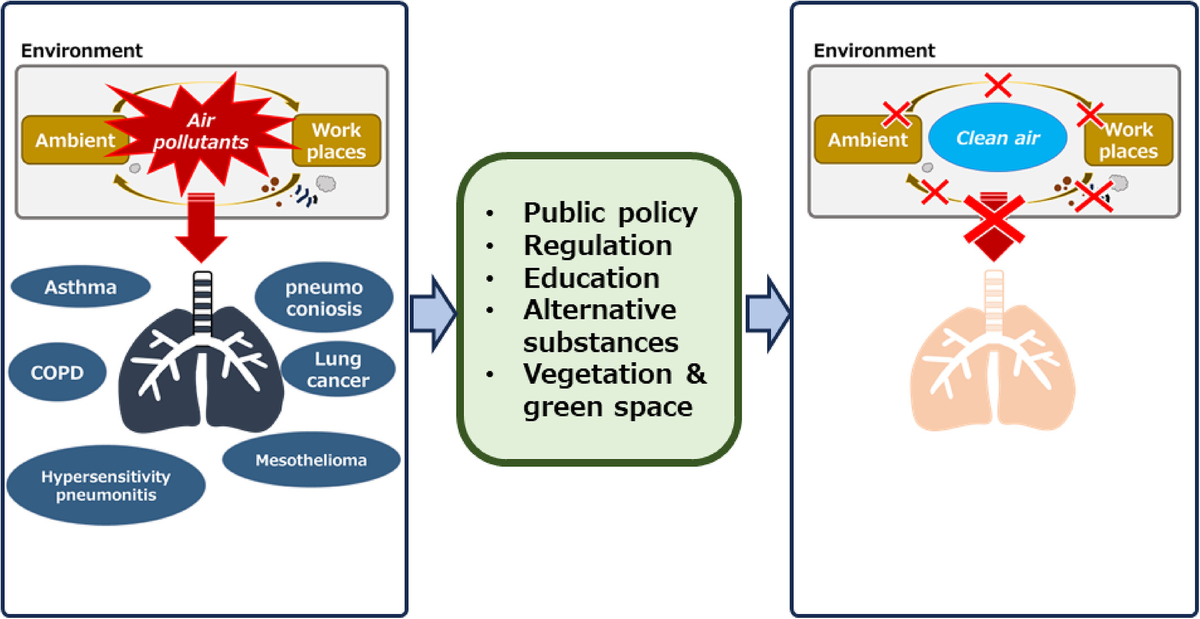 Environment
Ambient
Air
pollutants
Work
places
Asthma
pneumo
coniosis
COPD
Lung
cancer
Mesothelioma
Hypersensitivity
pneumonitis
• Public policy
• Regulation
• Education
• Alternative
substances
• Vegetation &
green space
Environment
Ambient
Clean air
Work
places